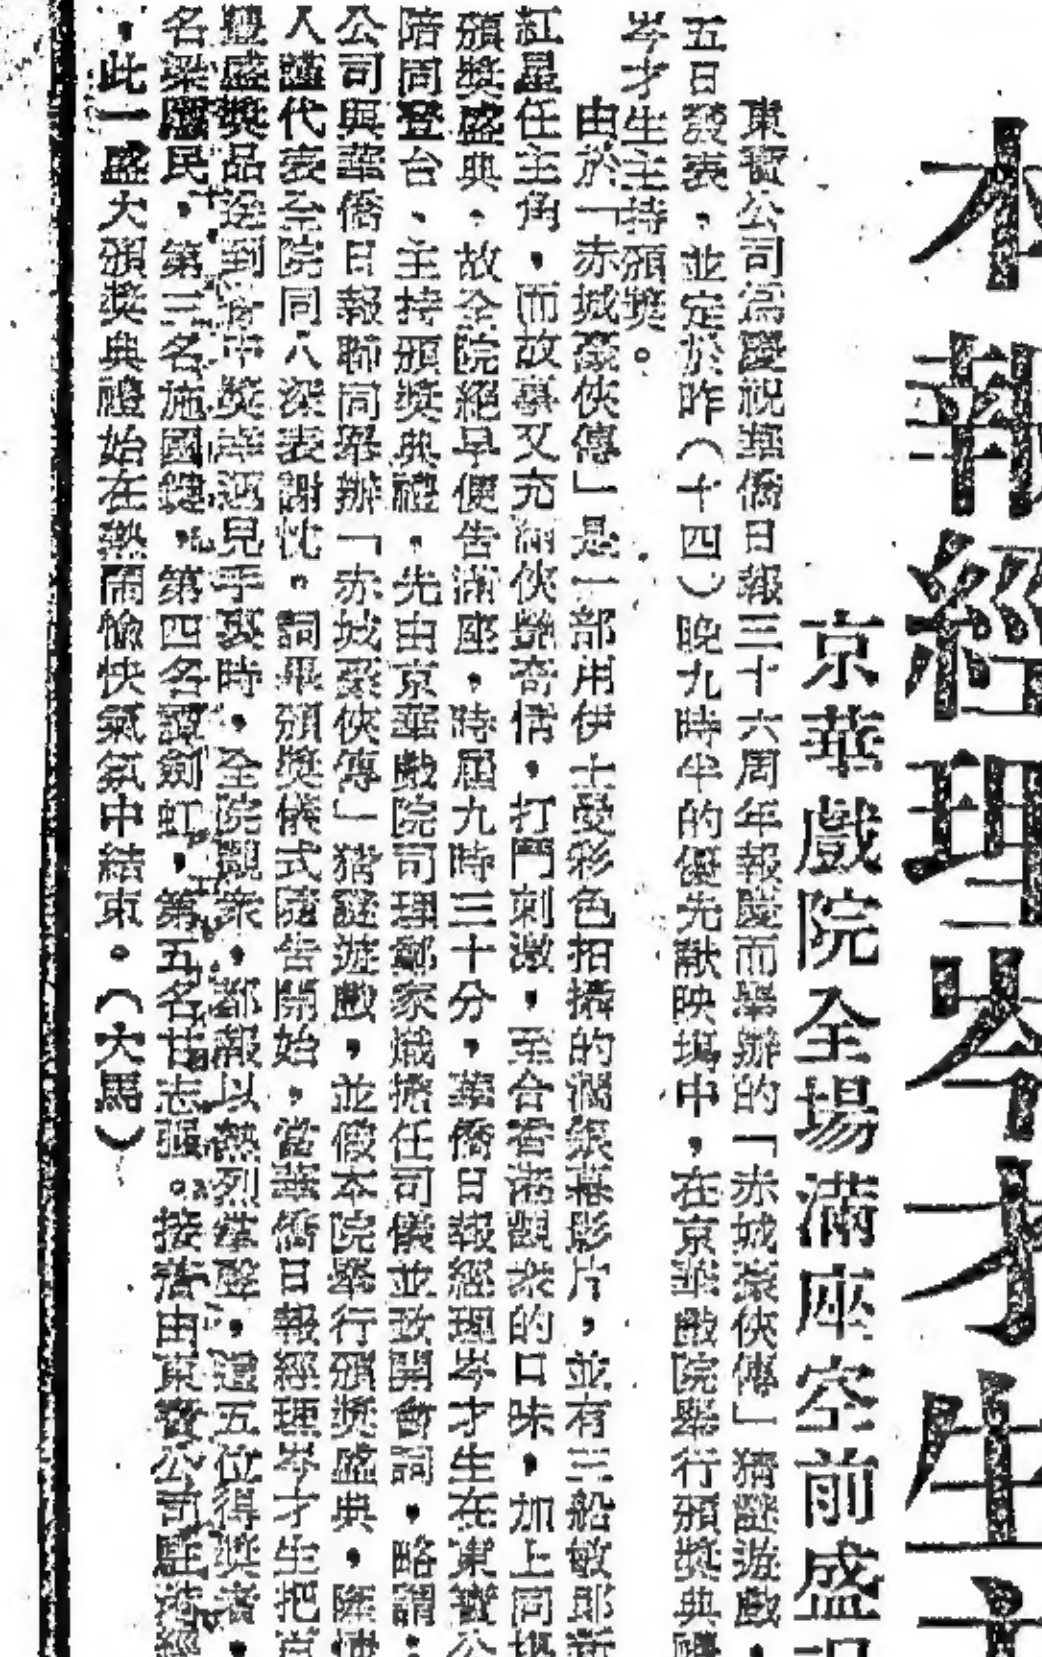 本報經理岑才生主
京華戲院全場滿座空前盛況
東寶公司為慶祝華僑日報三十六周年報慶而舉辦的「赤城豪俠傳」猜謎遊戲，
五日發表，並定於昨（十四）晚九時半的優先獻映場中，在京華戲院舉行頒獎典禮
岑才生主持頒獎。
由於「赤城豪俠傳」是一部用伊士曼彩色拍攝的濶銀幕影片，並有三船敏郎
紅星任主角，而故事又充滿俠艷奇情，打鬥刺激，至合香港觀眾的口味，加上同場
頒獎盛典，故全院絕早便告滿座，時屆九時三十分，華僑日報經理岑才生在東寶公
陪同登台、主持頒獎典禮，先由京華戲院司理鄭家熾擔任司儀並致開會詞，略謂：
公司與華僑日報聯同舉辦「赤城豪俠傳」猜謎遊戲，並假本院舉行頒獎盛典，
人謹代表全院同人深表謝忱。詞畢頒獎儀式隨告開始，當華僑日報經理岑才生把
豐盛獎品送到各中獎幸運兒手裏時，全院觀眾，都報以熱烈掌聲，這五位得獎者，
名梁國民，第三名施國鍵，第四名譚劍虹，第五名甘志強。接着由東寶公司駐港經
，此一盛大頒獎典禮始在熱鬧愉快氣氛中結束。（大馬）